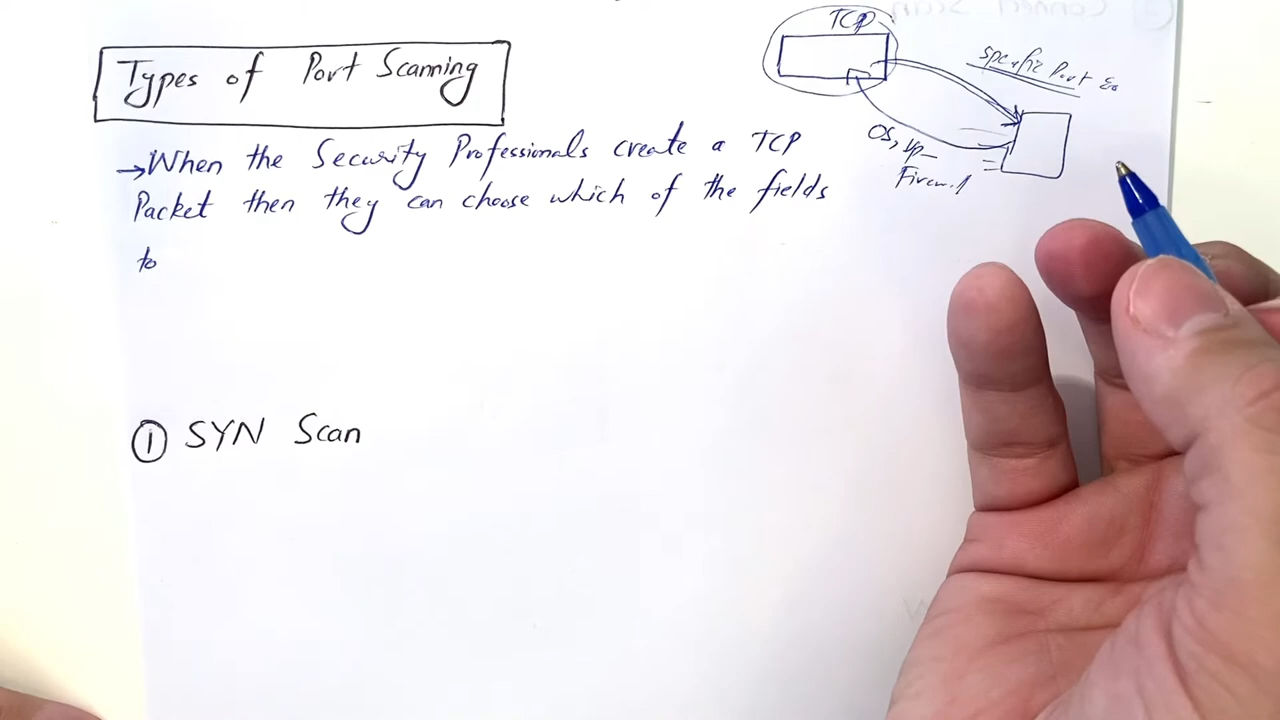 Types of Port Scanning
→ When the Security Professionals create a TCP
Packet then they can choose which of the fields
to
① SYN Scan
TCP
Specific Port
OS, up